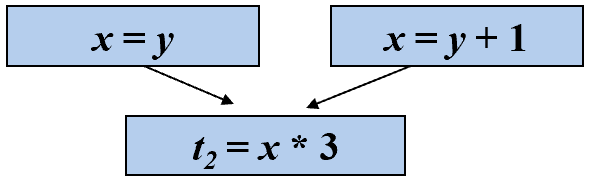 x = y
x = y + 1
t₂ = x * 3